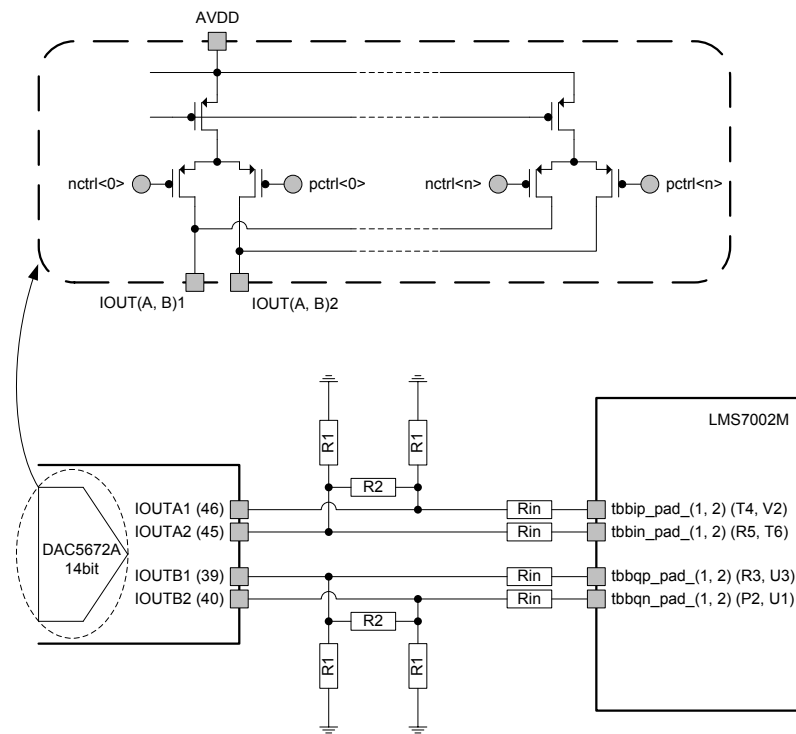 AVDD
nctrl<0>
pctrl<0>
nctrl<n>
pctrl<n>
IOUT(A, B)1
IOUT(A, B)2
LMS7002M
R1
R1
R2
IOUTA1 (46)
Rin
tbbip_pad_(1, 2) (T4, V2)
IOUTA2 (45)
Rin
tbbin_pad_(1, 2) (R5, T6)
DAC5672A
14bit
IOUTB1 (39)
Rin
tbbqp_pad_(1, 2) (R3, U3)
IOUTB2 (40)
Rin
tbbqn_pad_(1, 2) (P2, U1)
R2
R1
R1